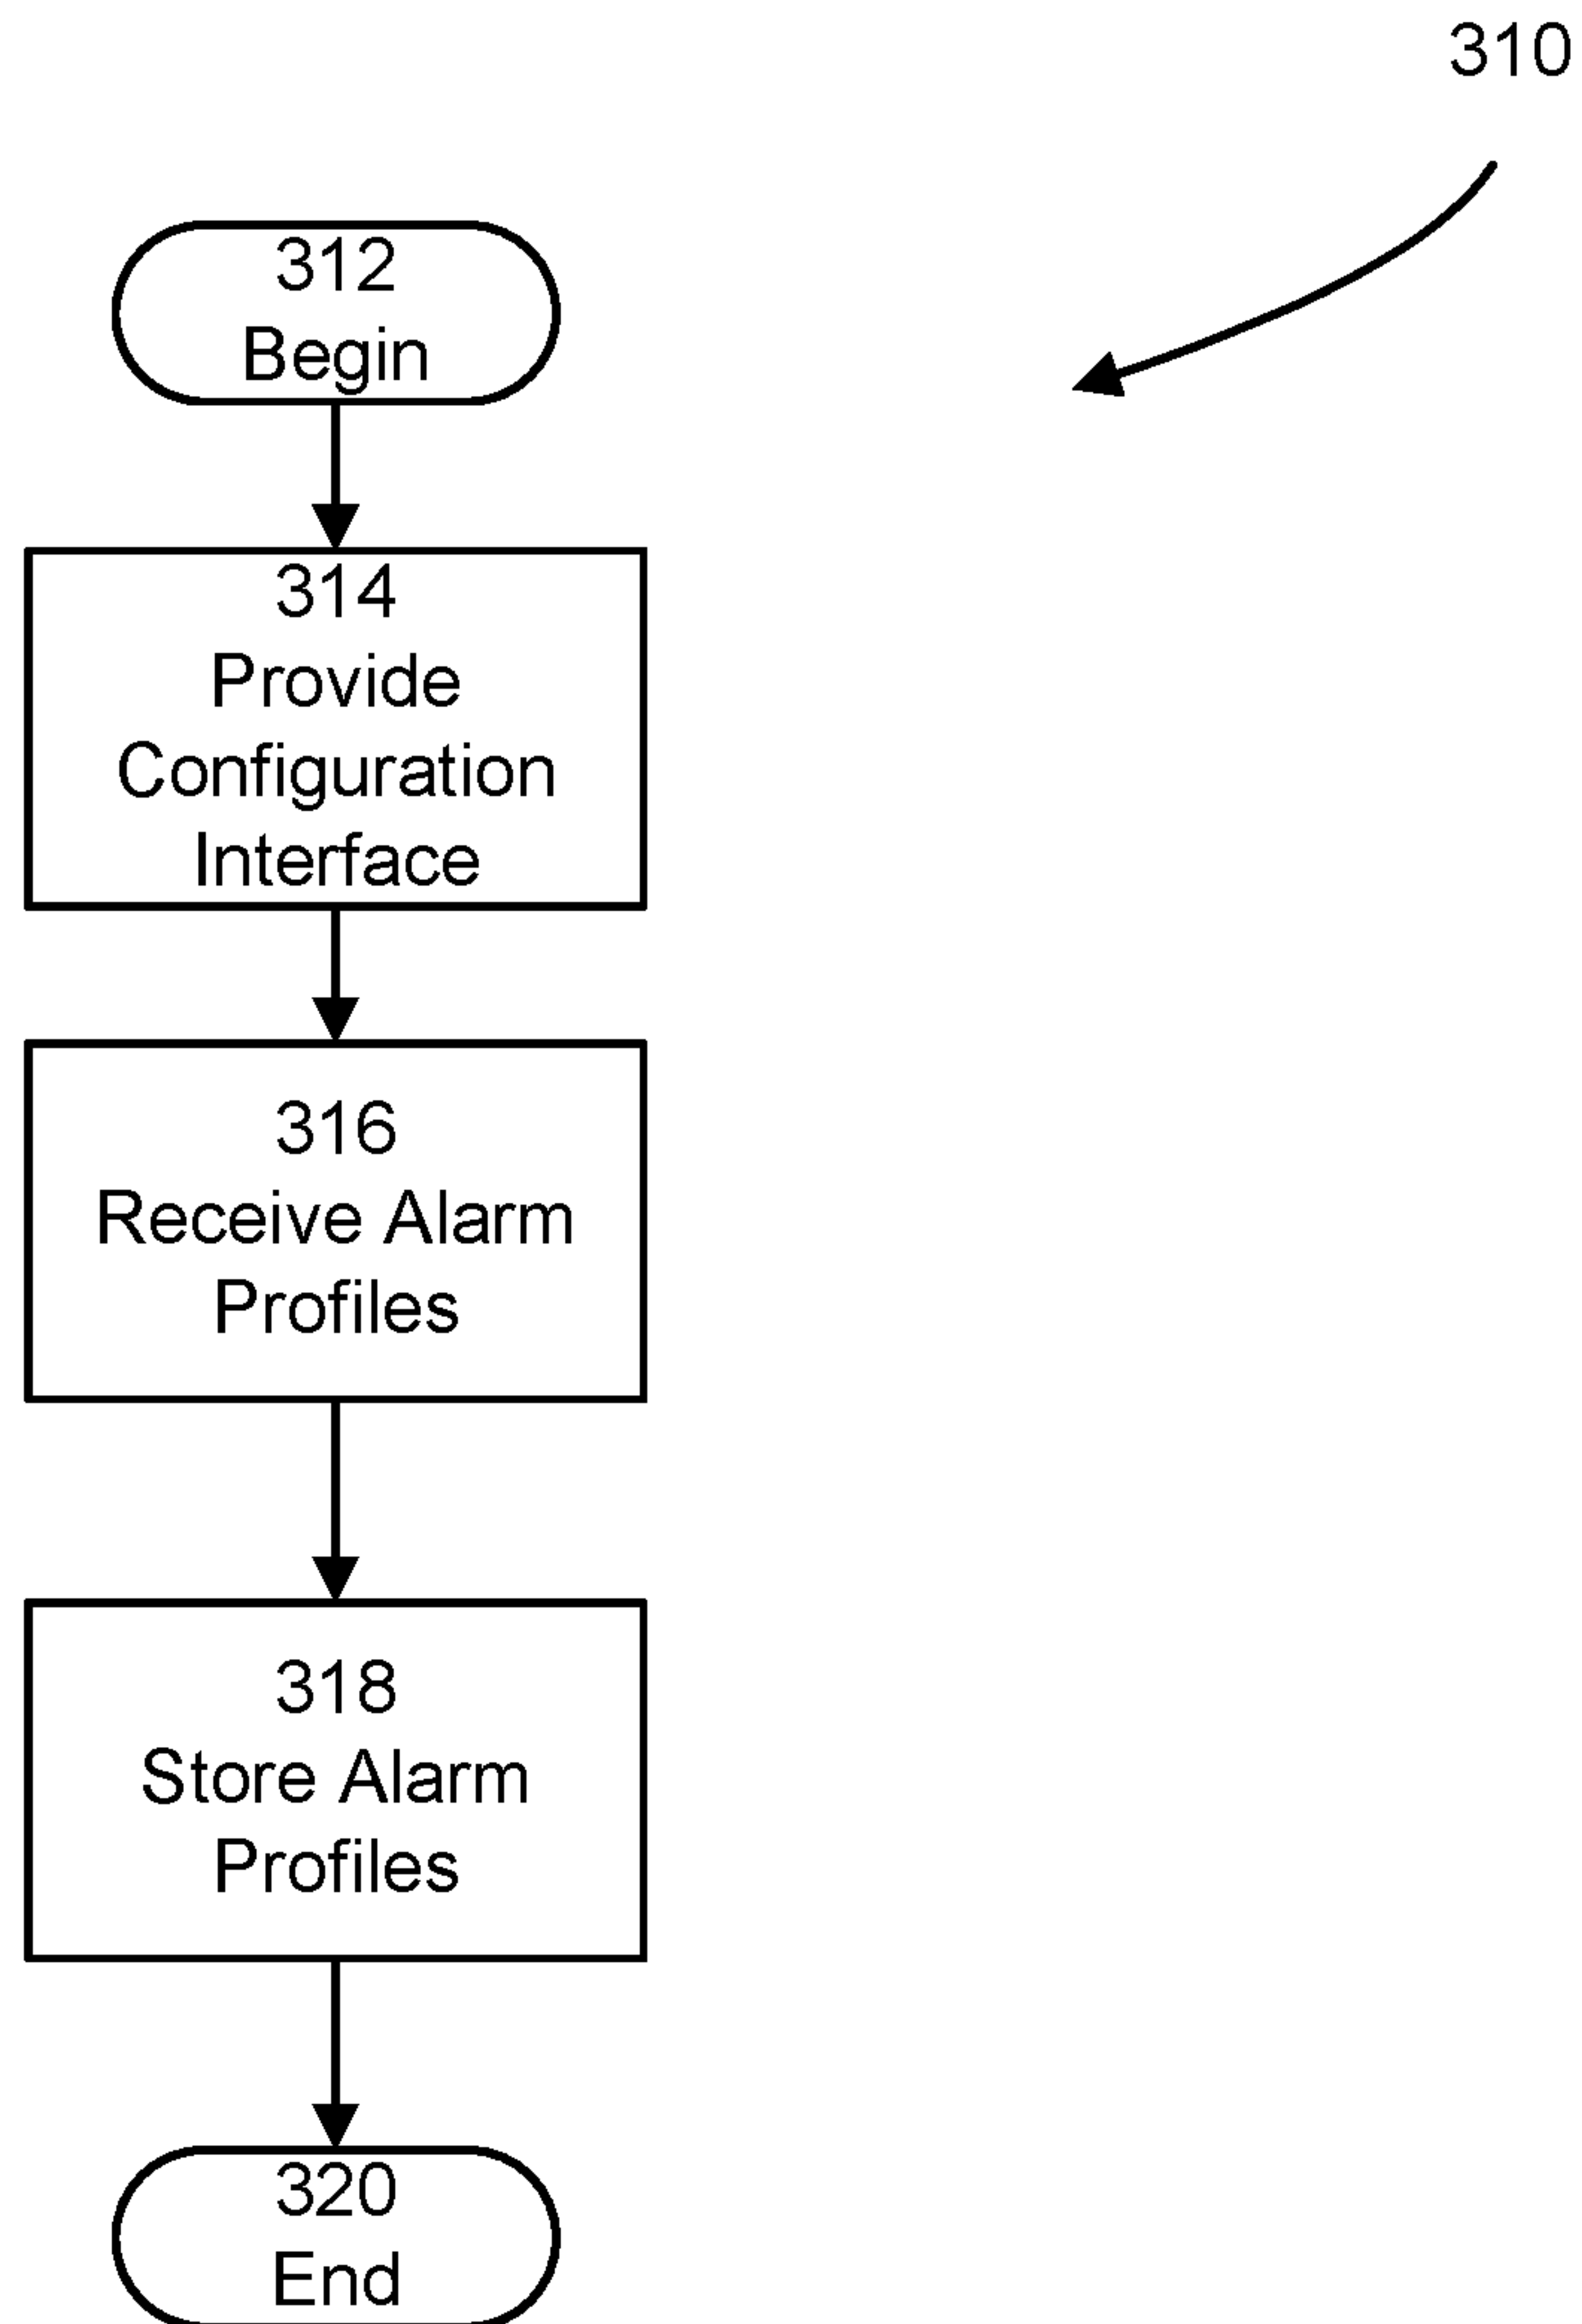 310
312
Begin
314
Provide
Configuration
Interface
316
Receive Alarm
Profiles
318
Store Alarm
Profiles
320
End